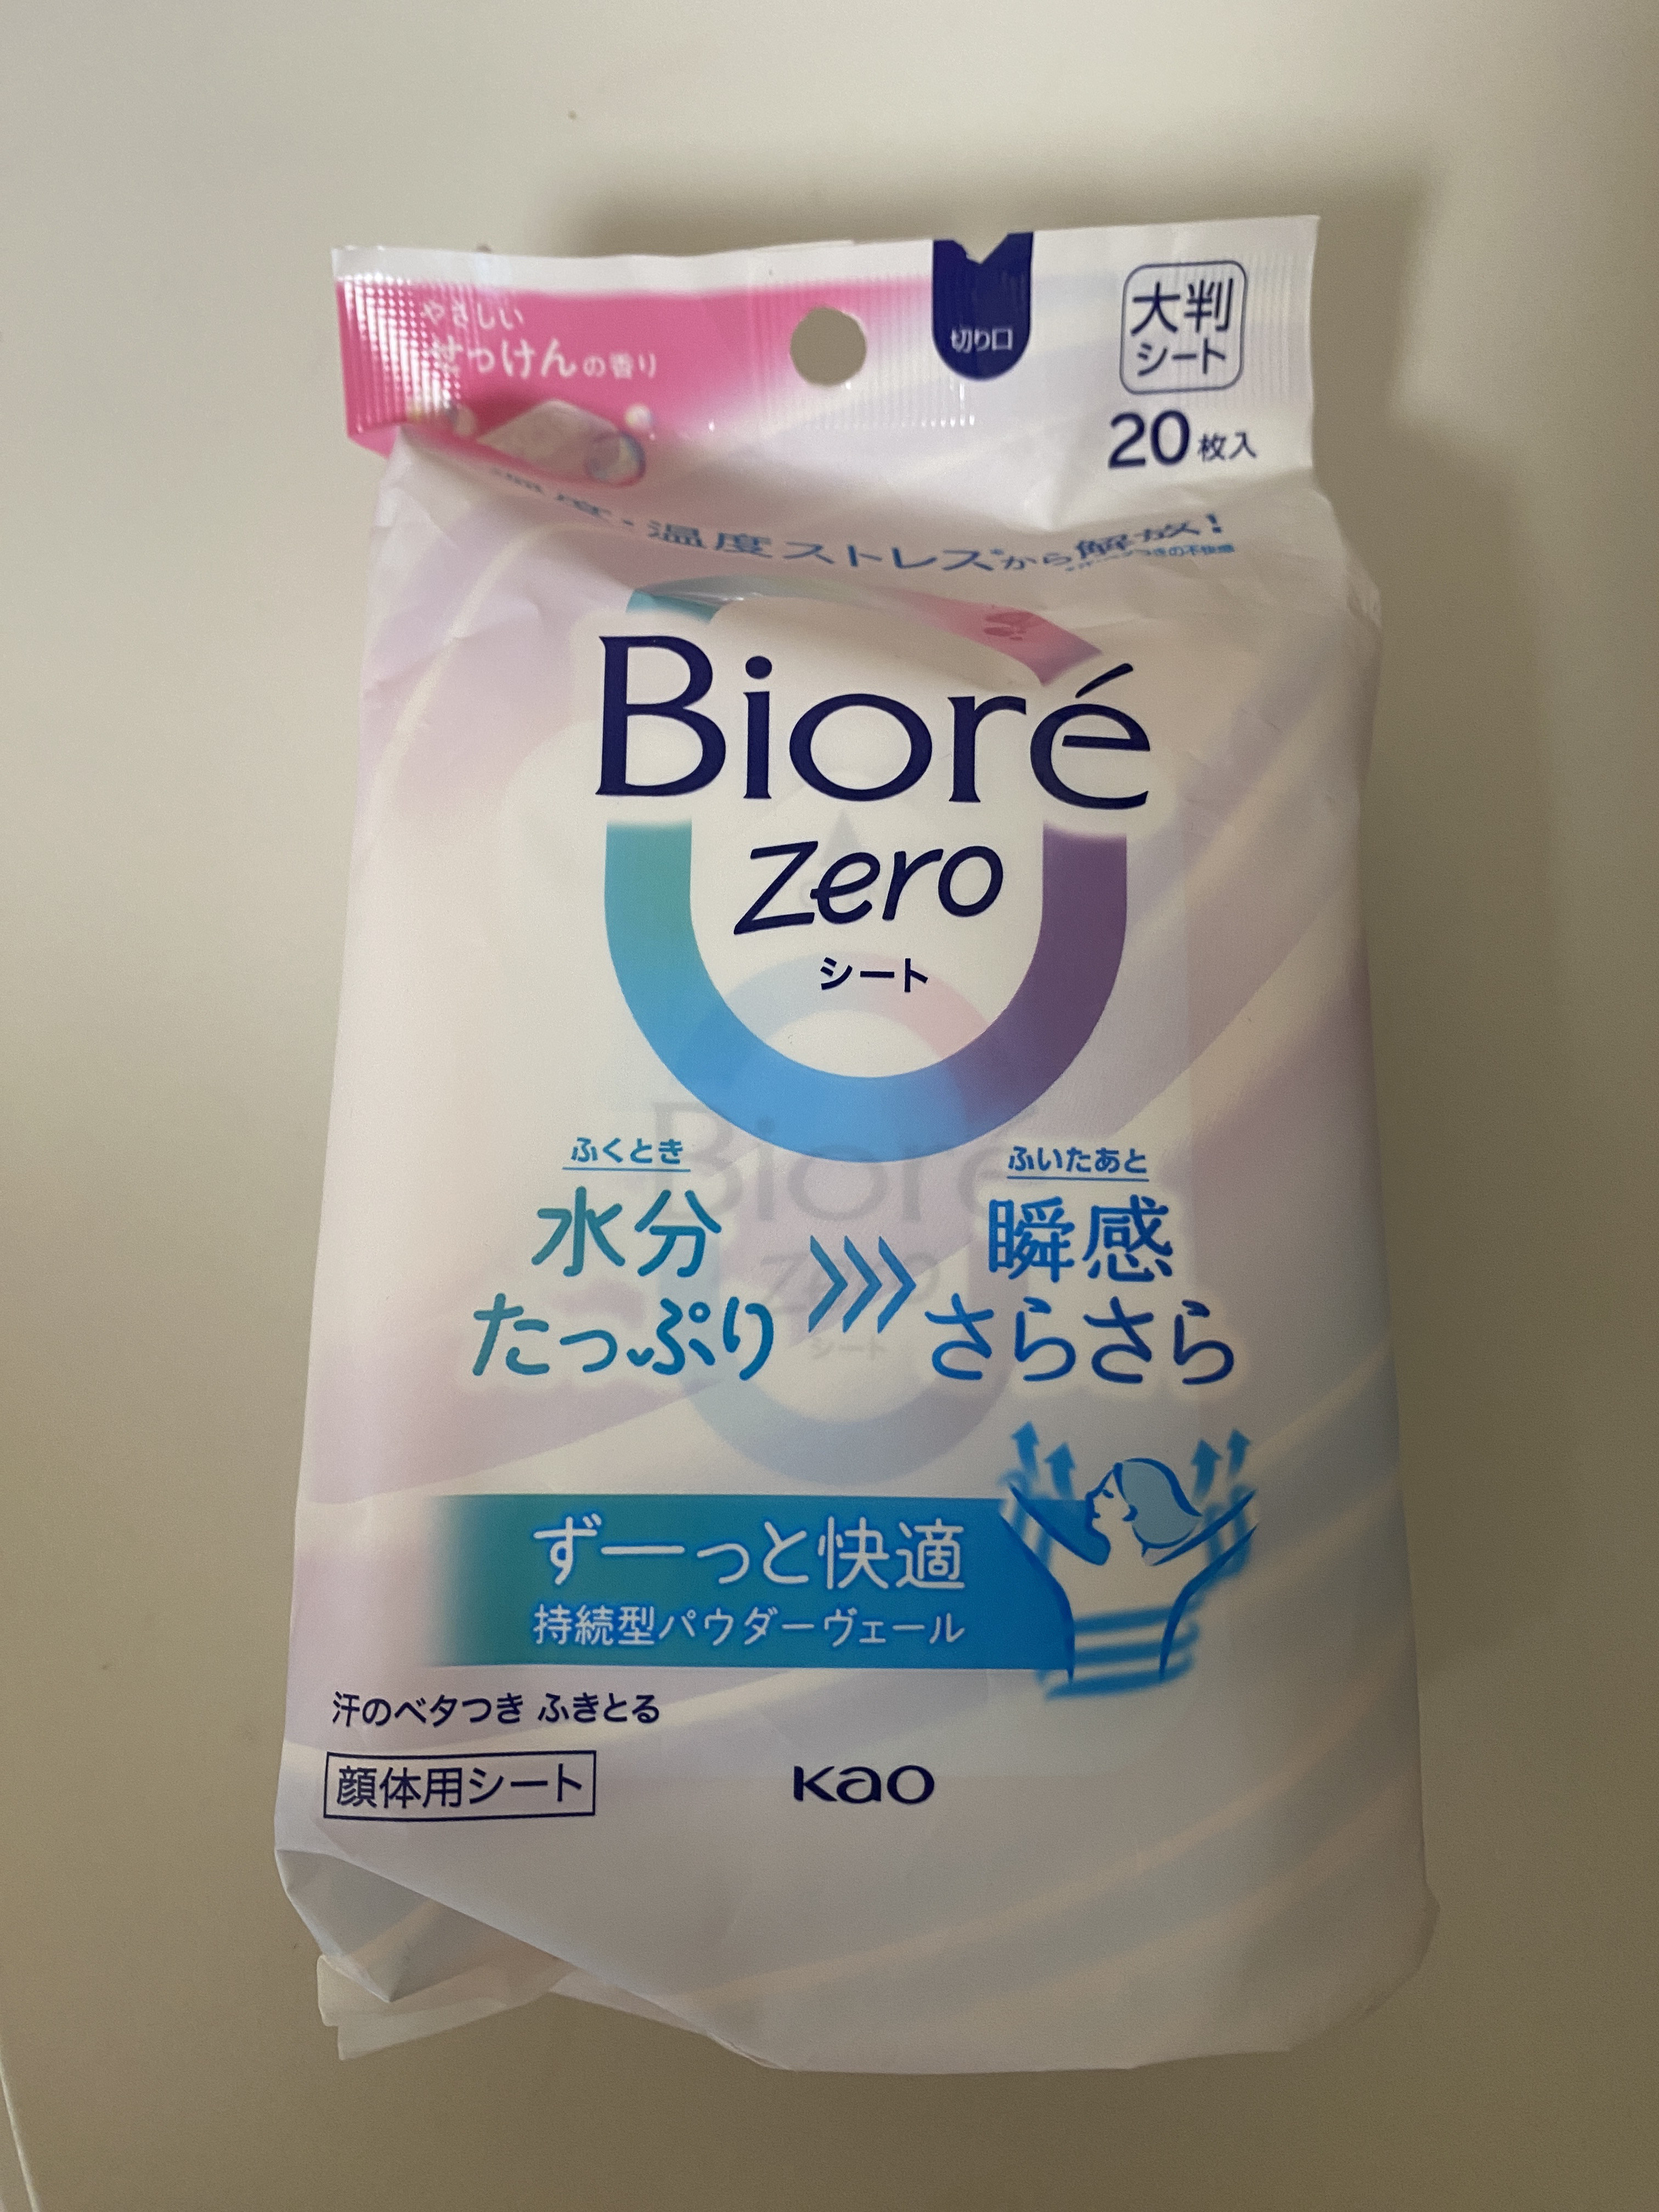 やさしい
せっけんの香り
切り口
大判
シート
20枚入
度・温度ストレス*から解放!
Bioré
zero
シート
ふくとき
水分
たっぷり
ふいたあと
瞬感
さらさら
ずーっと快適
持続型パウダーヴェール
汗のベタつき ふきとる
顔体用シート
Kao